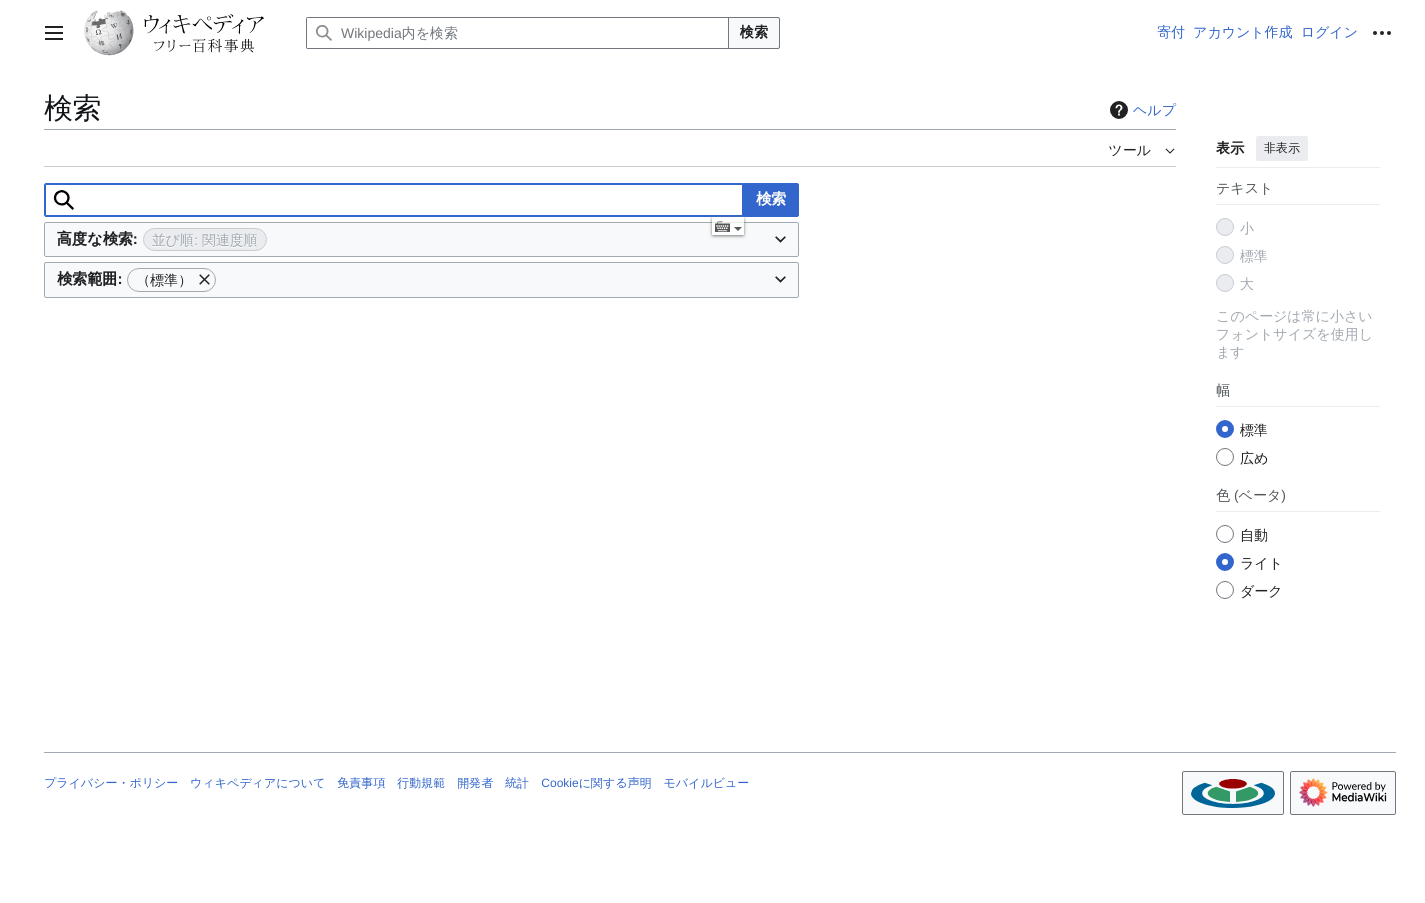 ウィキペディア
フリー百科事典
Wikipedia内を検索
検索
寄付 アカウント作成 ログイン
検索
ヘルプ
ツール
検索
高度な検索: 並び順: 関連度順
検索範囲: （標準）
表示 非表示
テキスト
小
標準
大
このページは常に小さい
フォントサイズを使用し
ます
幅
標準
広め
色 (ベータ)
自動
ライト
ダーク
プライバシー・ポリシー ウィキペディアについて 免責事項 行動規範 開発者 統計 Cookieに関する声明 モバイルビュー
Powered by
MediaWiki